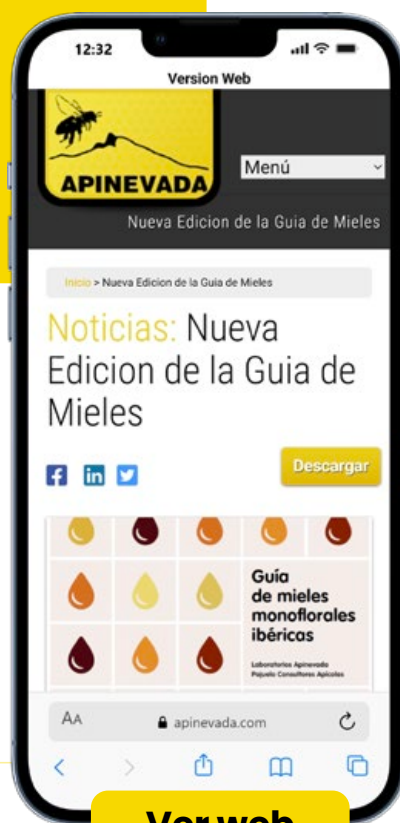 12:32
Version Web
APINEVADA
Menú
Nueva Edicion de la Guia de Mieles
Inicio > Nueva Edicion de la Guia de Mieles
Noticias: Nueva
Edicion de la Guia de
Mieles
Descargar
Guía
de mieles
monoflorales
ibéricas
Laboratorios Apinevada
Pajuelo Consultores Apícolas
AA
apinevada.com
Ver web